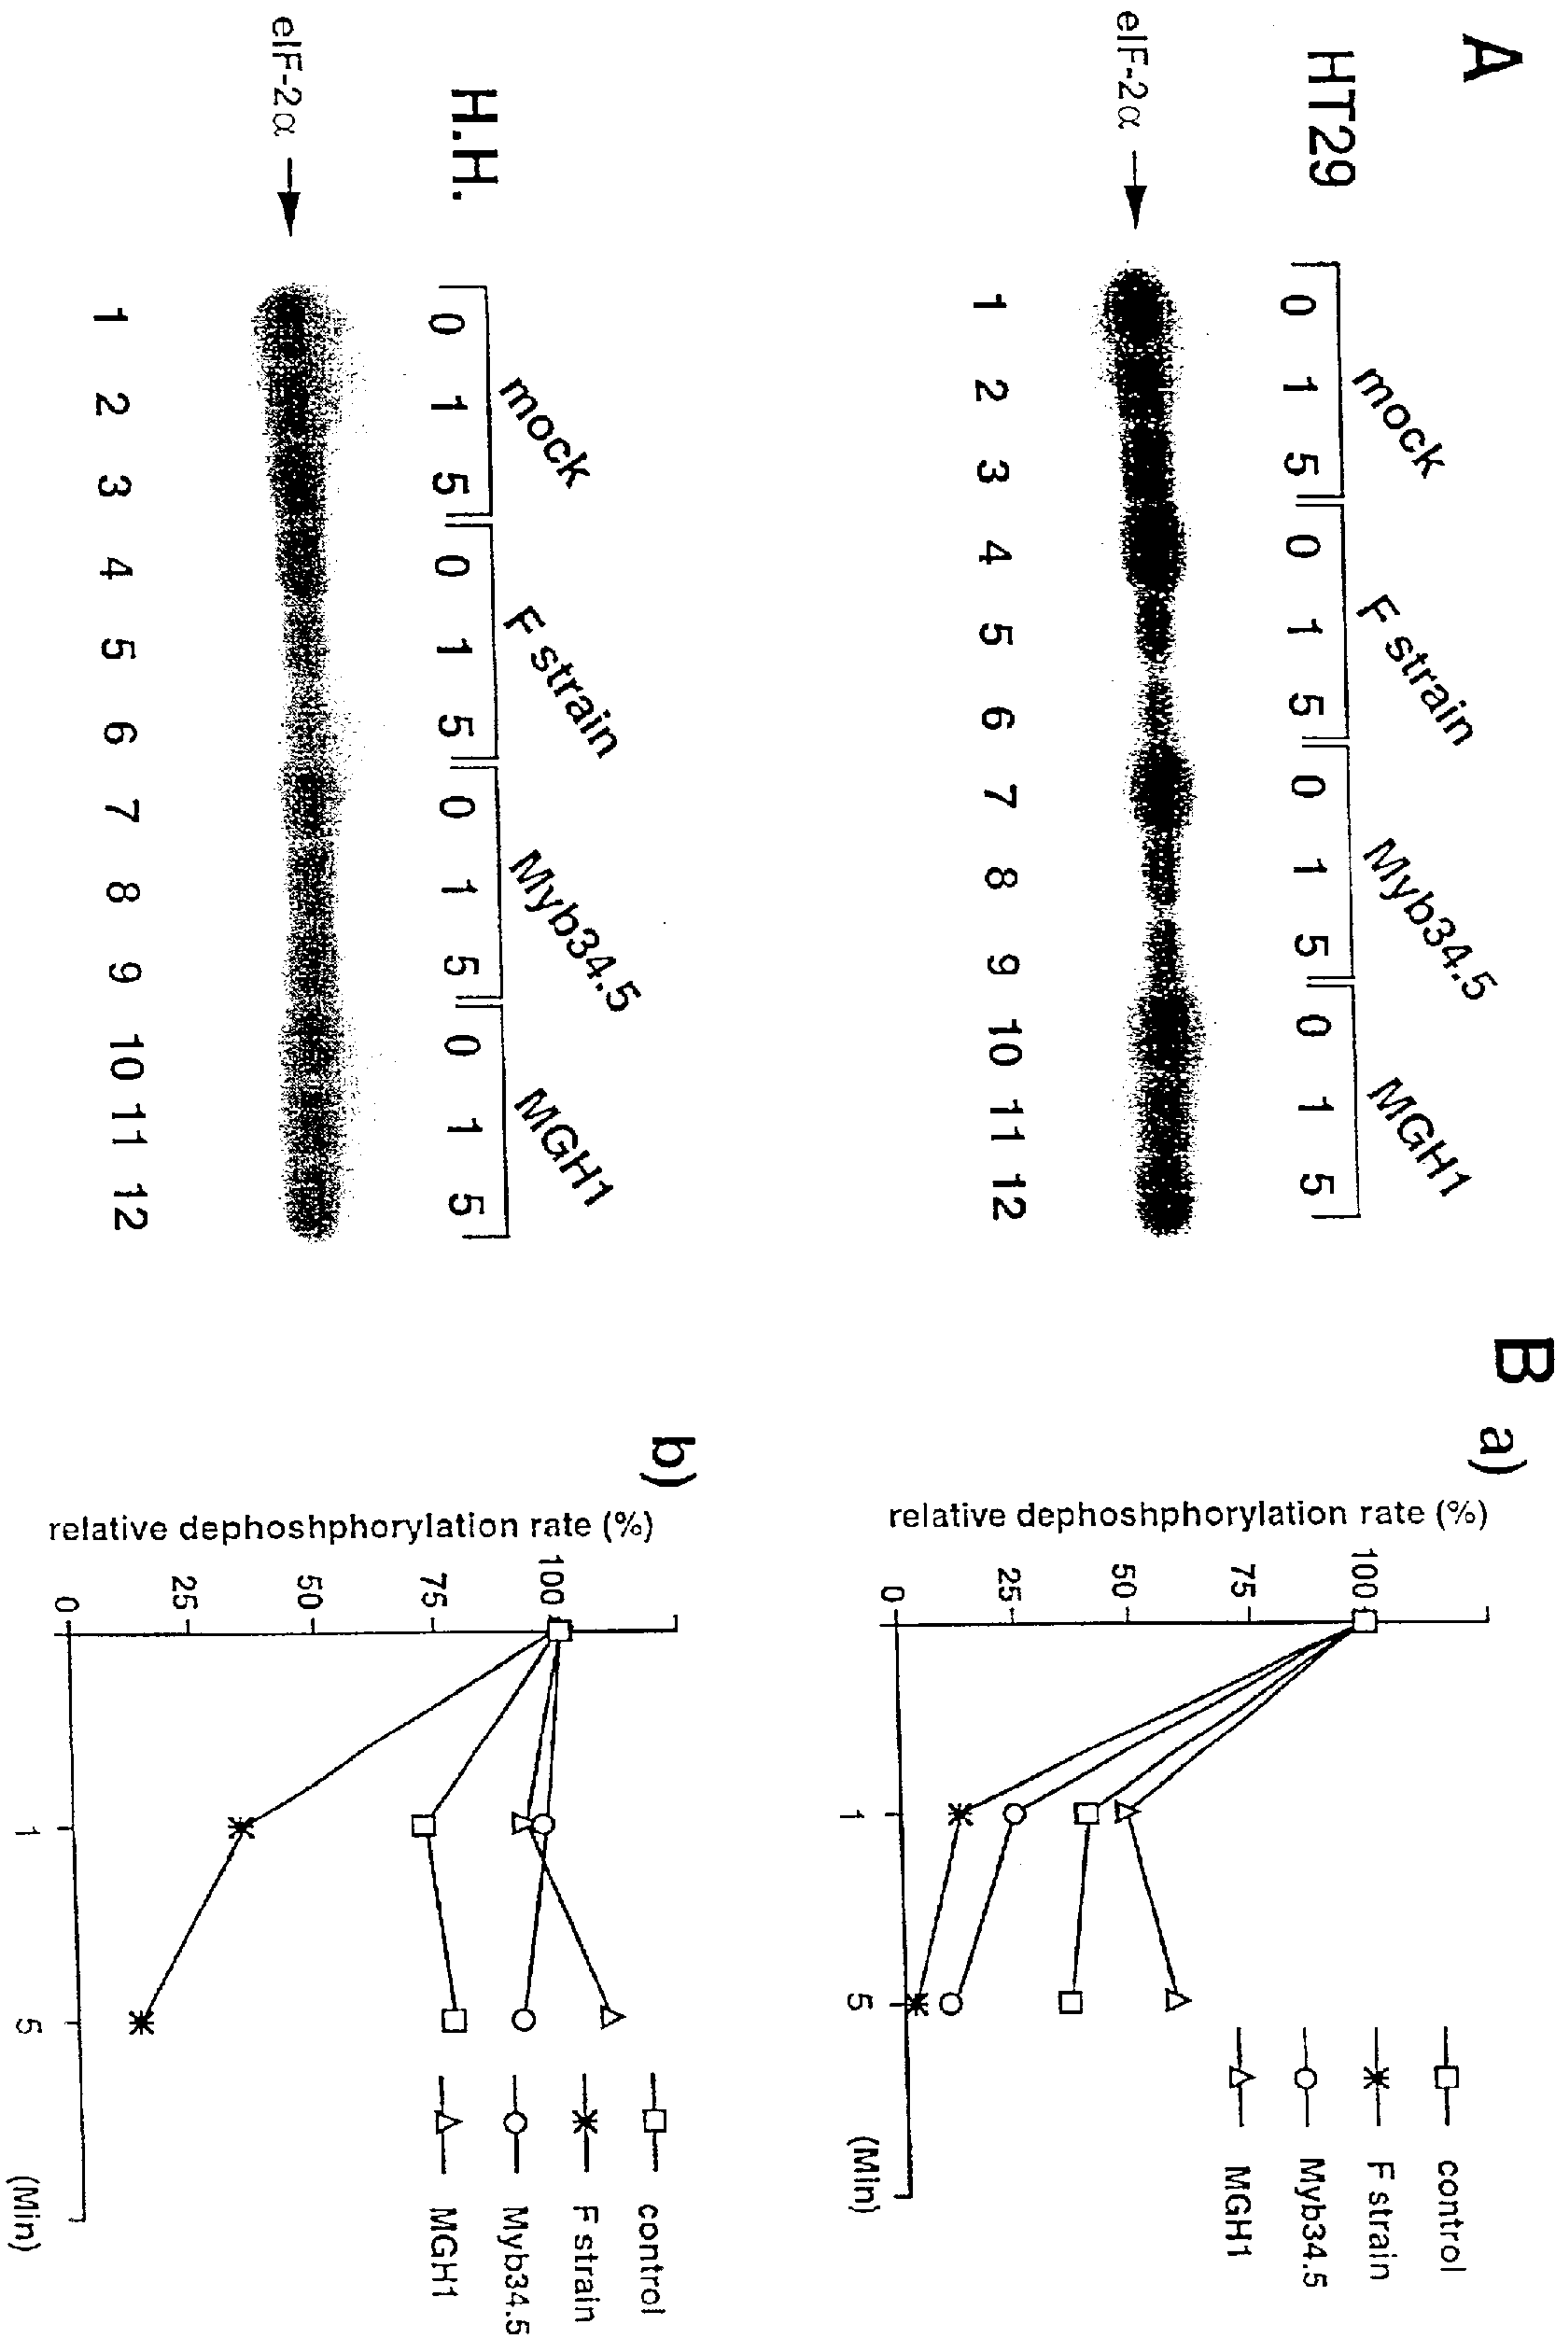 A
HT29
mock F strain Myb34.5 MGH1
0 1 5 0 1 5 0 1 5 0 1 5
eIF-2α
1 2 3 4 5 6 7 8 9 10 11 12
H.H.
mock F strain Myb34.5 MGH1
0 1 5 0 1 5 0 1 5 0 1 5
eIF-2α
1 2 3 4 5 6 7 8 9 10 11 12
B
a)
relative dephoshphorylation rate (%)
100
75
50
25
0
1 5 (Min)
control
F strain
Myb34.5
MGH1
b)
relative dephoshphorylation rate (%)
100
75
50
25
0
1 5 (Min)
control
F strain
Myb34.5
MGH1